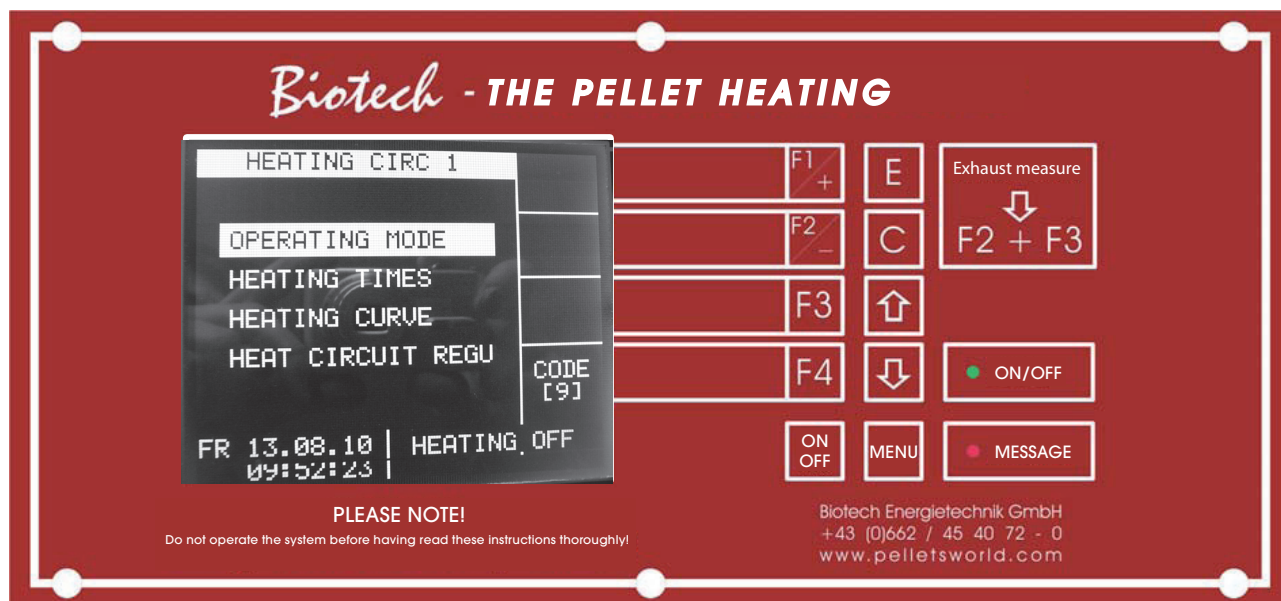 Biotech - THE PELLET HEATING
HEATING CIRC 1
OPERATING MODE
HEATING TIMES
HEATING CURVE
HEAT CIRCUIT REGU
CODE
[9]
FR 13.08.10 | HEATING OFF
09:52:23 |
F1
+
E
F2
-
C
F3
⇧
F4
⇩
Exhaust measure
⇩
F2 + F3
ON/OFF
ON
OFF
MENU
MESSAGE
PLEASE NOTE!
Do not operate the system before having read these instructions thoroughly!
Biotech Energietechnik GmbH
+43 (0)662 / 45 40 72 - 0
www.pelletsworld.com